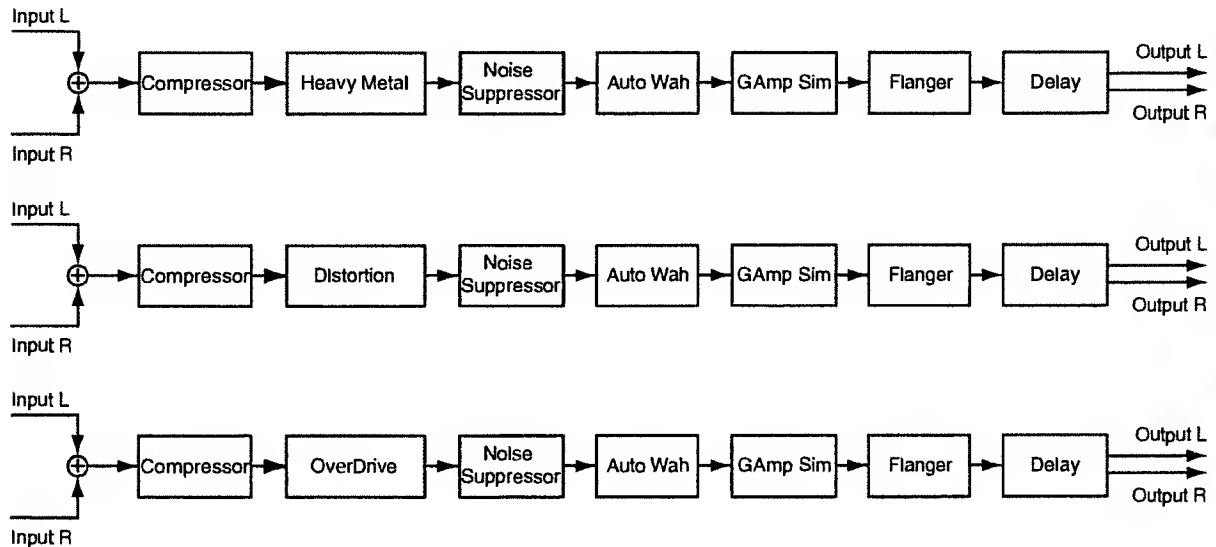 Input L
Compressor
Heavy Metal
Noise
Suppressor
Auto Wah
GAmp Sim
Flanger
Delay
Output L
Output R
Input R
Input L
Compressor
DIstortion
Noise
Suppressor
Auto Wah
GAmp Sim
Flanger
Delay
Output L
Output R
Input R
Input L
Compressor
OverDrive
Noise
Suppressor
Auto Wah
GAmp Sim
Flanger
Delay
Output L
Output R
Input R